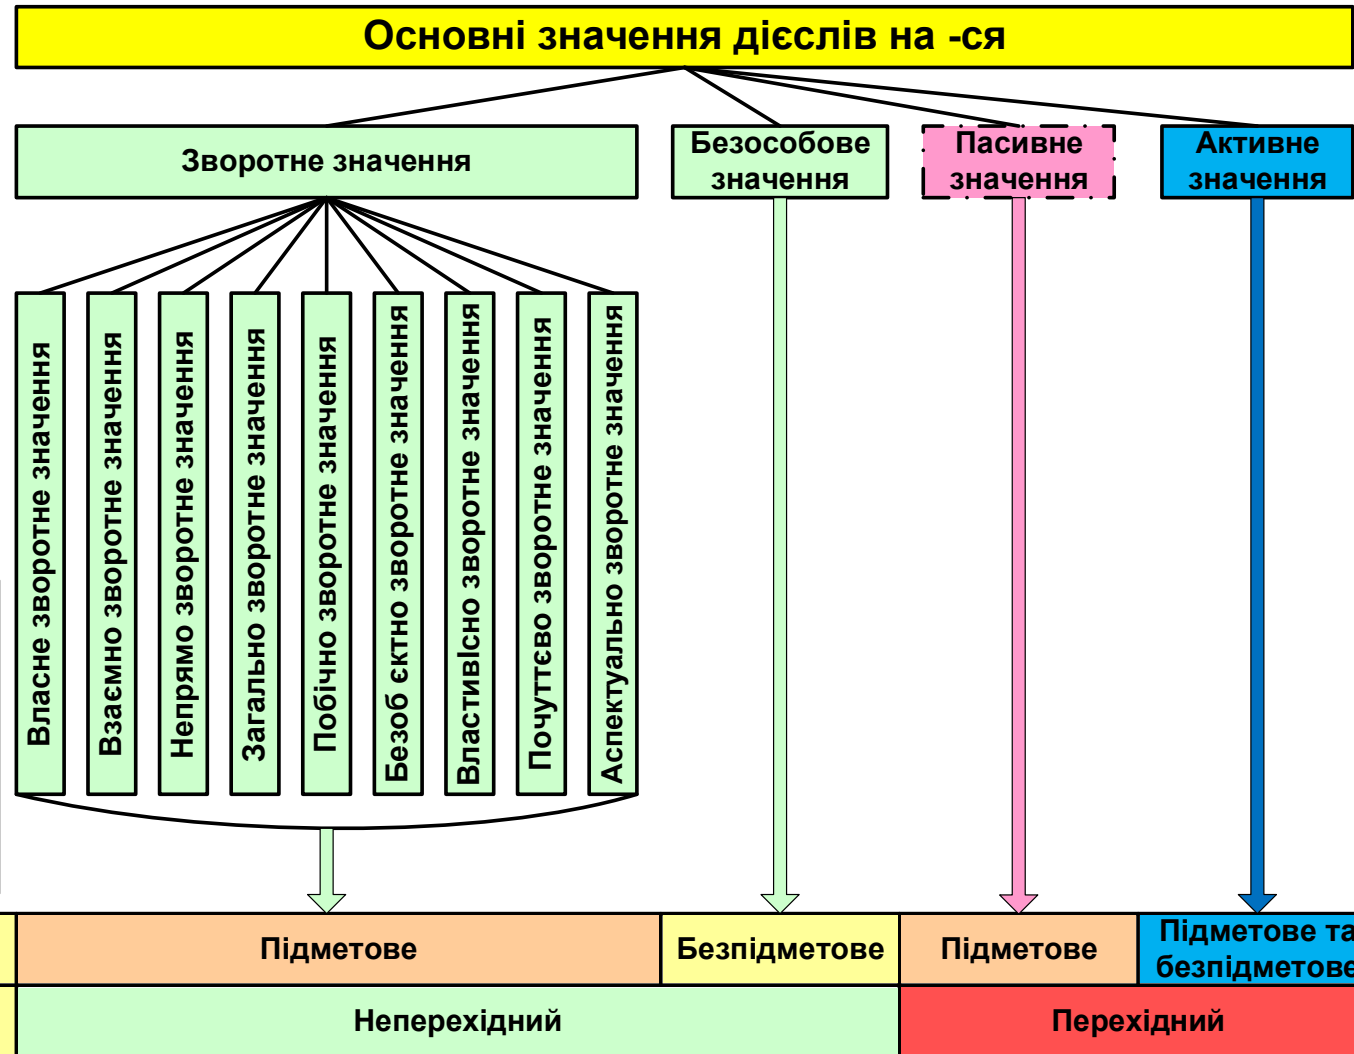 Основні значення дієслів на -ся
Зворотне значення
Безособове
значення
Пасивне
значення
Активне
значення
Власне зворотне значення
Взаємно зворотне значення
Непрямо зворотне значення
Загально зворотне значення
Побічно зворотне значення
Безоб єктно зворотне значення
ВластивІсно зворотне значення
Почуттєво зворотне значення
Аспектуально зворотне значення
Підметове
Безпідметове
Підметове
Підметове та
безпідметове
Неперехідний
Перехідний